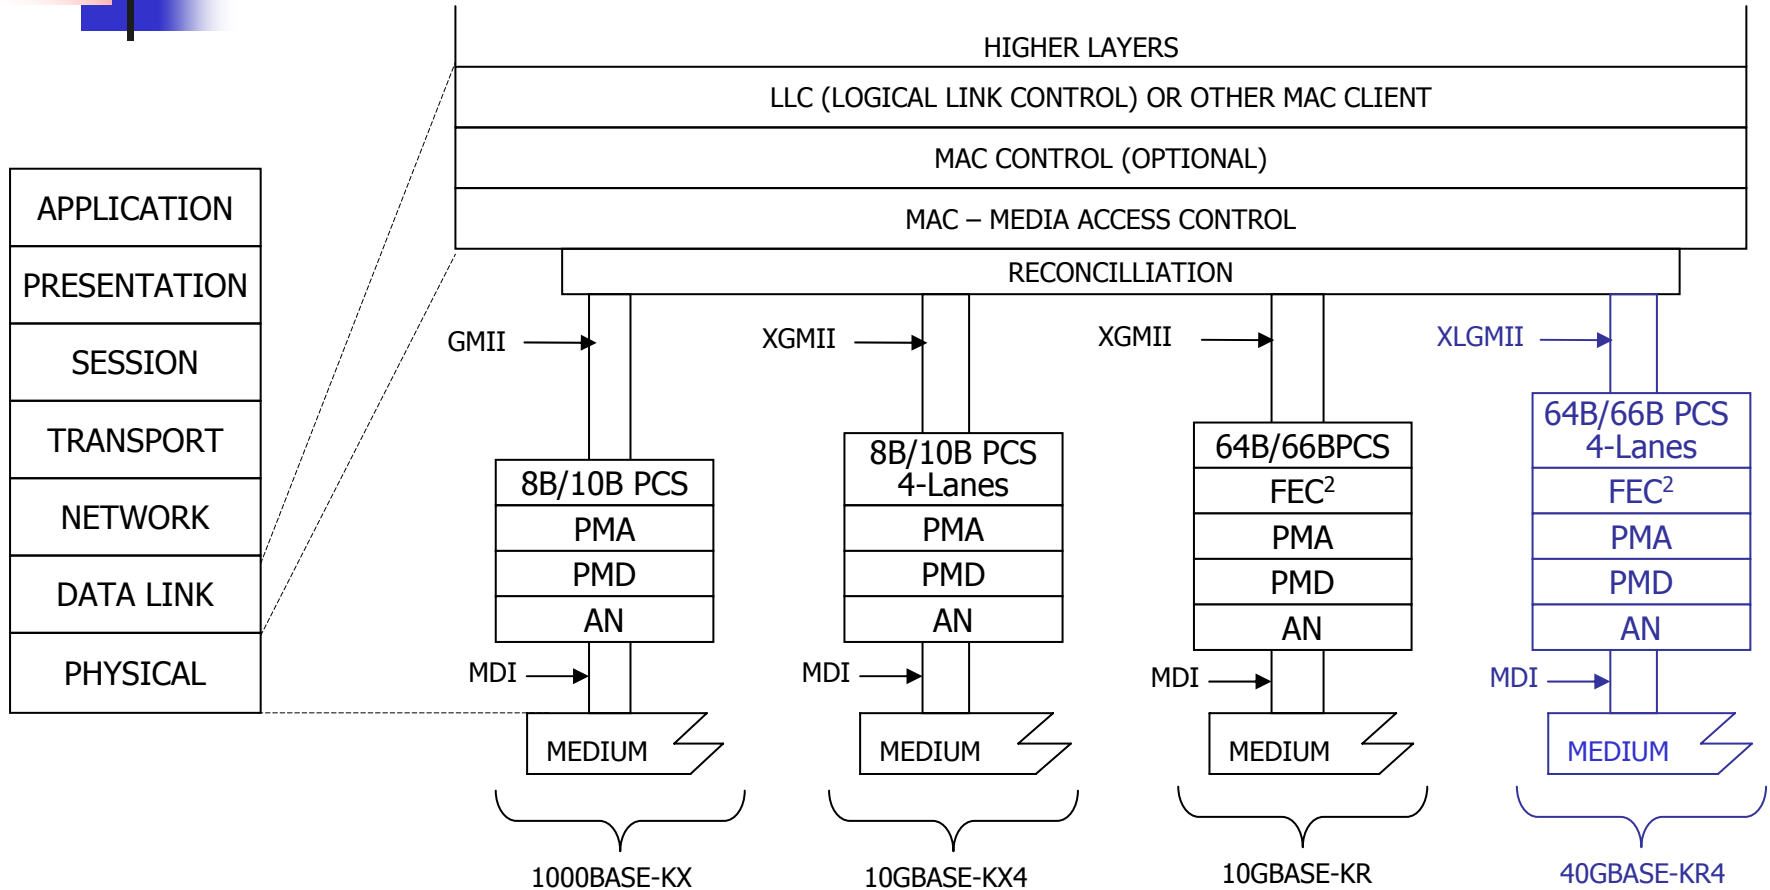 HIGHER LAYERS
LLC (LOGICAL LINK CONTROL) OR OTHER MAC CLIENT
MAC CONTROL (OPTIONAL)
MAC – MEDIA ACCESS CONTROL
RECONCILLIATION
APPLICATION
PRESENTATION
SESSION
TRANSPORT
NETWORK
DATA LINK
PHYSICAL
GMII
8B/10B PCS
PMA
PMD
AN
MDI
MEDIUM
1000BASE-KX
XGMII
8B/10B PCS
4-Lanes
PMA
PMD
AN
MDI
MEDIUM
10GBASE-KX4
XGMII
64B/66BPCS
FEC²
PMA
PMD
AN
MDI
MEDIUM
10GBASE-KR
XLGMII
64B/66B PCS
4-Lanes
FEC²
PMA
PMD
AN
MDI
MEDIUM
40GBASE-KR4